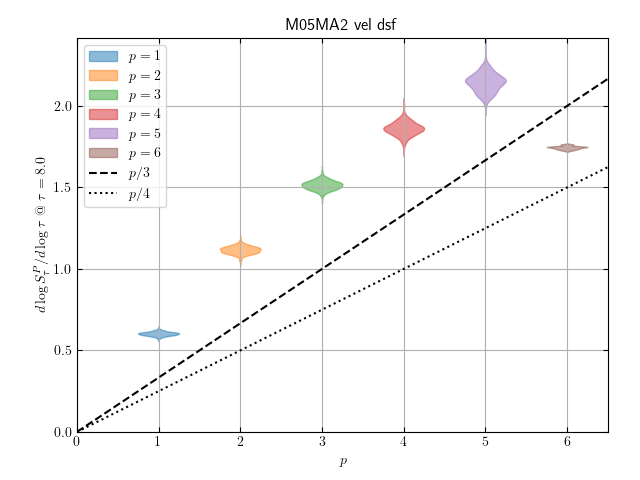 M05MA2 vel dsf
p = 1
p = 2
p = 3
p = 4
p = 5
p = 6
p/3
p/4
d log S_τ^P / d log τ @ τ = 8.0
2.0
1.5
1.0
0.5
0.0
0 1 2 3 4 5 6
p